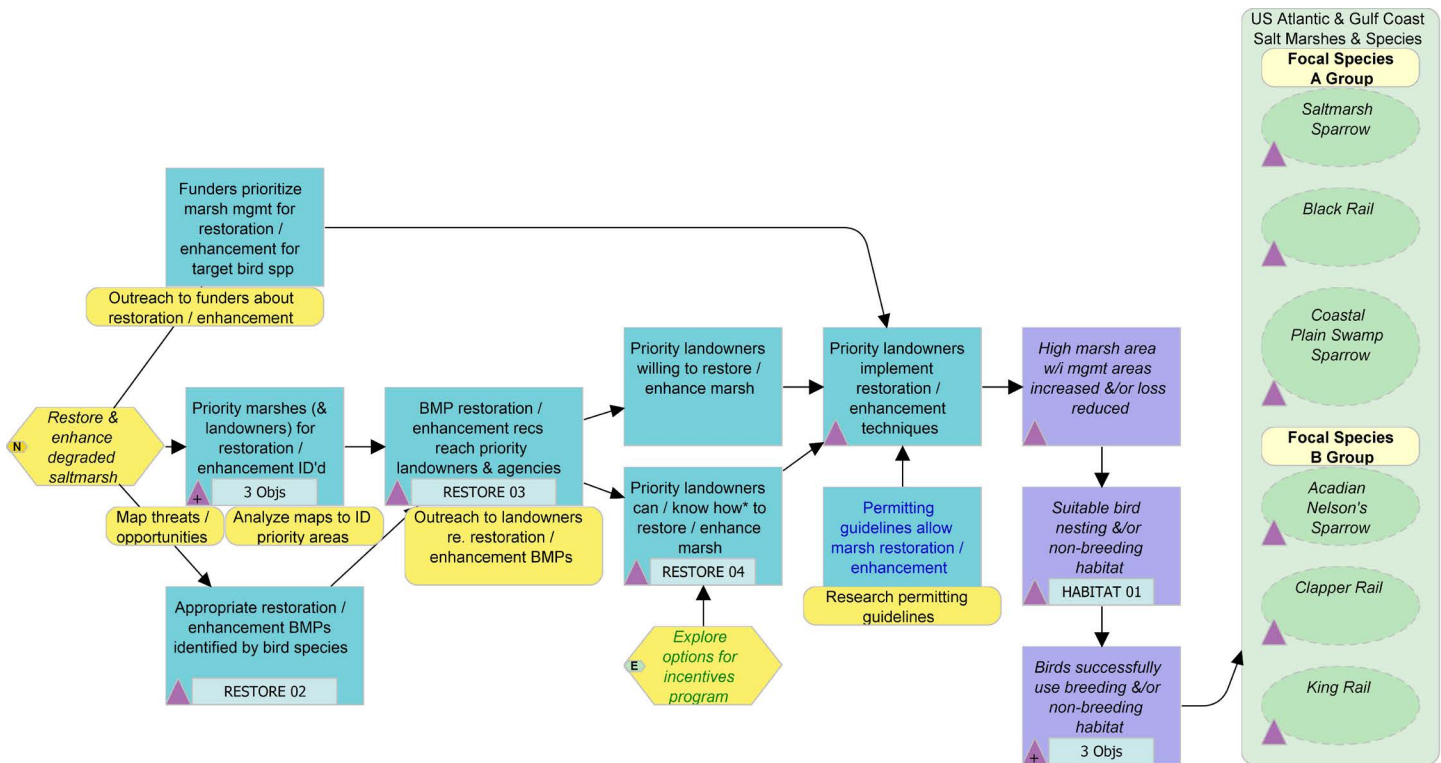 US Atlantic & Gulf Coast
Salt Marshes & Species
Focal Species
A Group
Saltmarsh
Sparrow
Black Rail
Coastal
Plain Swamp
Sparrow
Focal Species
B Group
Acadian
Nelson's
Sparrow
Clapper Rail
King Rail
Funders prioritize
marsh mgmt for
restoration /
enhancement for
target bird spp
Outreach to funders about
restoration / enhancement
N
Restore &
enhance
degraded
saltmarsh
Priority marshes (&
landowners) for
restoration /
enhancement ID'd
+
3 Objs
Map threats /
opportunities
Analyze maps to ID
priority areas
Appropriate restoration /
enhancement BMPs
identified by bird species
RESTORE 02
BMP restoration /
enhancement recs
reach priority
landowners & agencies
RESTORE 03
Outreach to landowners
re. restoration /
enhancement BMPs
Priority landowners
willing to restore /
enhance marsh
Priority landowners
can / know how* to
restore / enhance
marsh
RESTORE 04
E
Explore
options for
incentives
program
Priority landowners
implement
restoration /
enhancement
techniques
Permitting
guidelines allow
marsh restoration /
enhancement
Research permitting
guidelines
High marsh area
w/i mgmt areas
increased &/or loss
reduced
Suitable bird
nesting &/or
non-breeding
habitat
HABITAT 01
Birds successfully
use breeding &/or
non-breeding
habitat
+
3 Objs